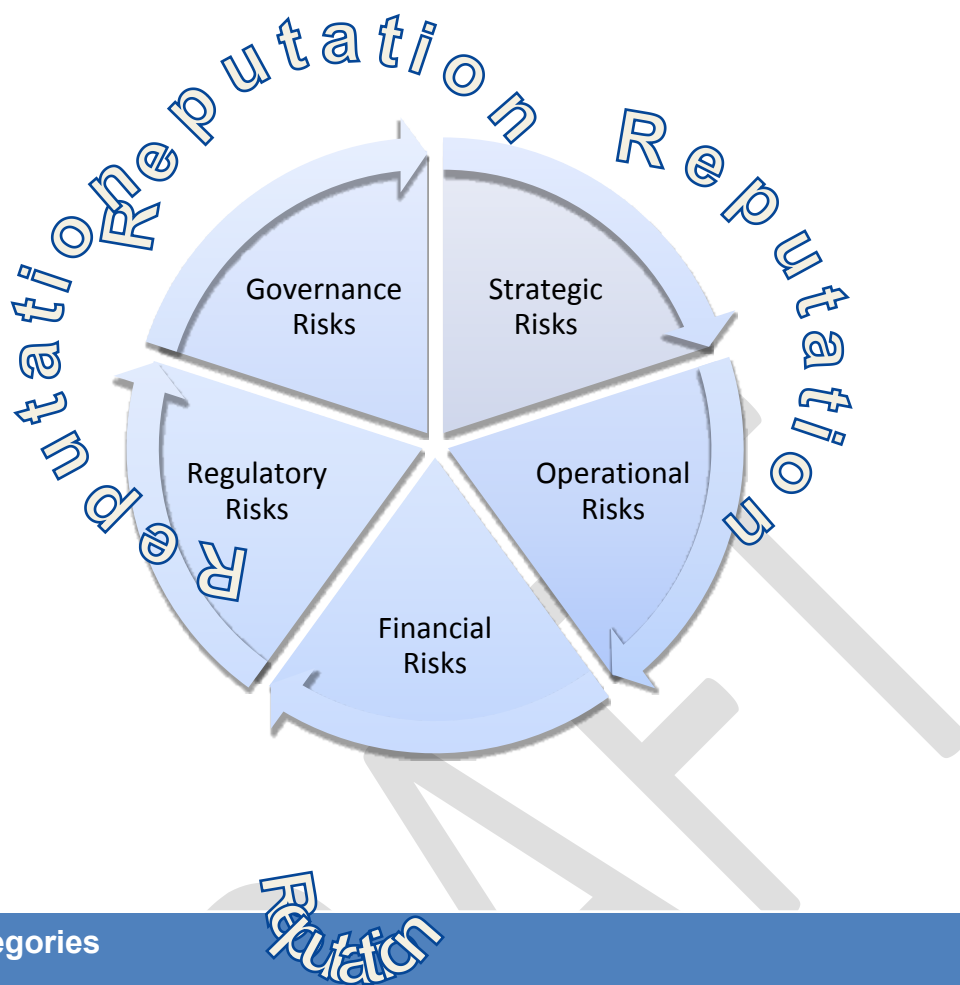 Reputation
Reputation
Reputation
Governance
Risks
Strategic
Risks
Regulatory
Risks
Operational
Risks
Financial
Risks
Reputation
egories